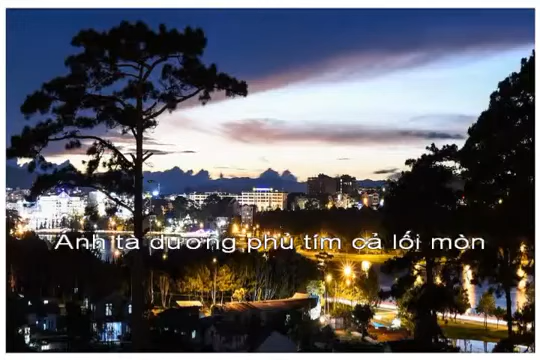 Ánh tà dương phủ tím cả lối mòn